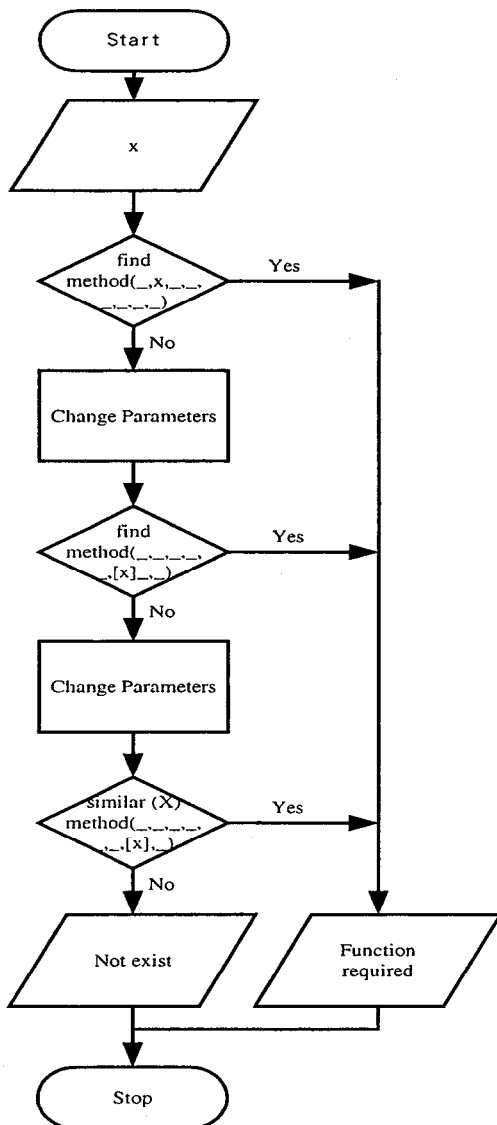 Start
x
find
method(_,x,_,_,
_,_,_,_)
Yes
No
Change Parameters
find
method(_,_,_,_,
_,[x]_,_)
Yes
No
Change Parameters
similar (X)
method(_,_,_,_,
_,_,[x],_)
Yes
No
Not exist
Function
required
Stop